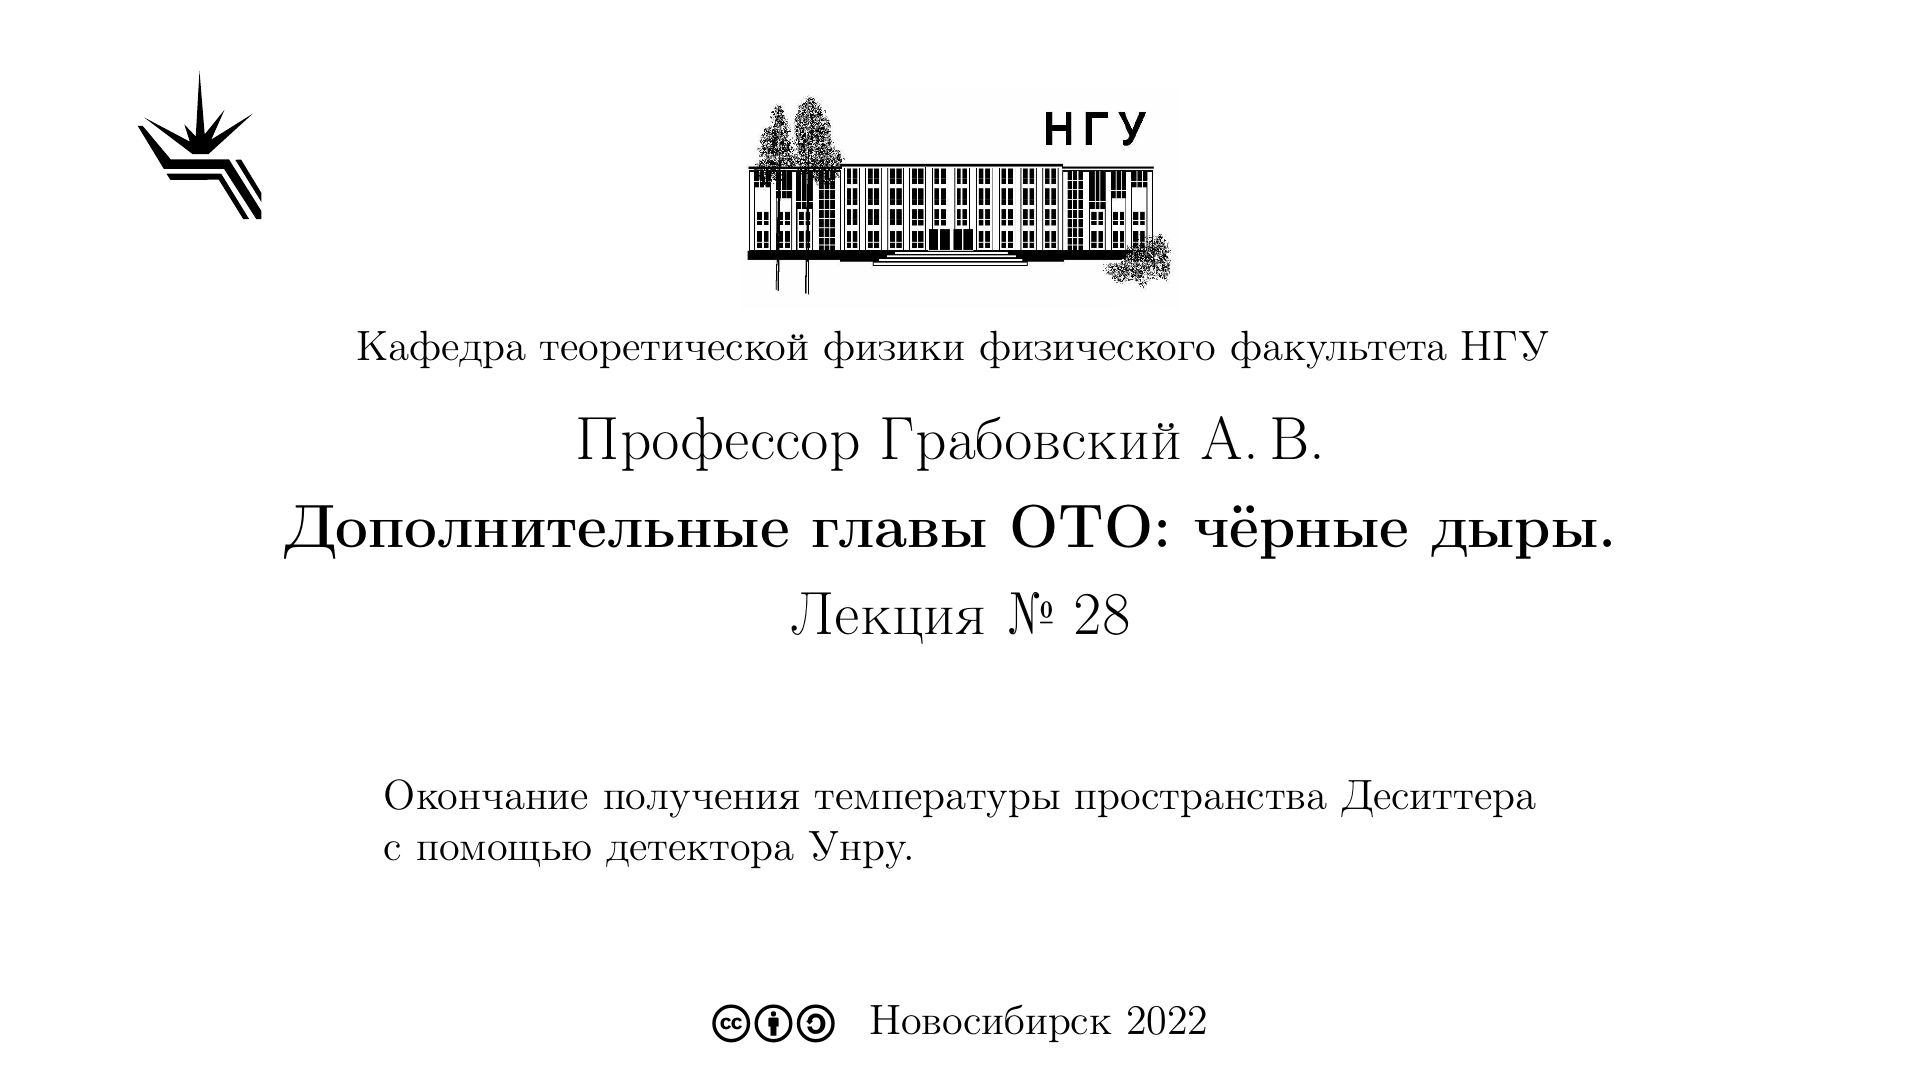 НГУ
Кафедра теоретической физики физического факультета НГУ
Профессор Грабовский А. В.
Дополнительные главы ОТО: чёрные дыры.
Лекция № 28
Окончание получения температуры пространства Деситтера
с помощью детектора Унру.
cc Новосибирск 2022